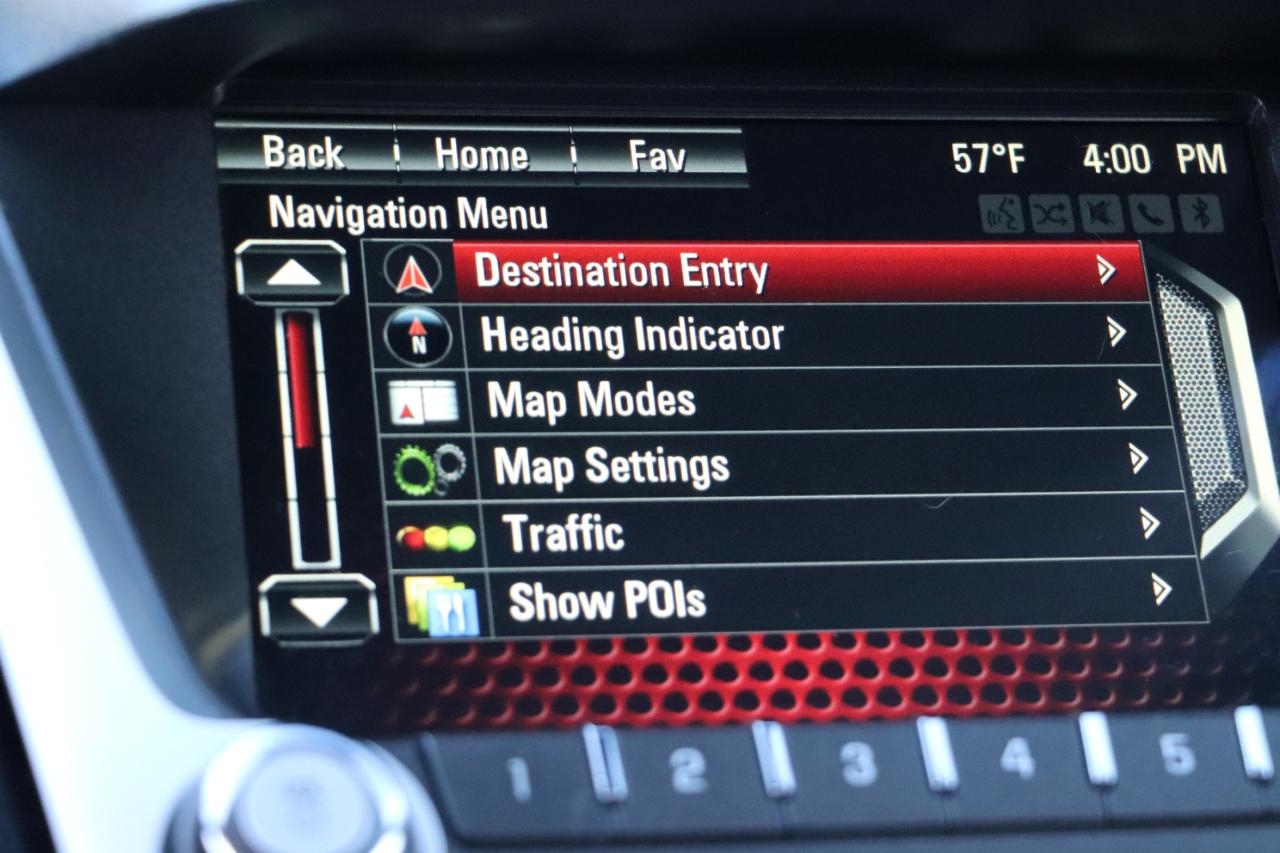 Back Home Fav 57°F 4:00 PM
Navigation Menu
Destination Entry
N Heading Indicator
Map Modes
Map Settings
Traffic
Show POIs
1 2 3 4 5